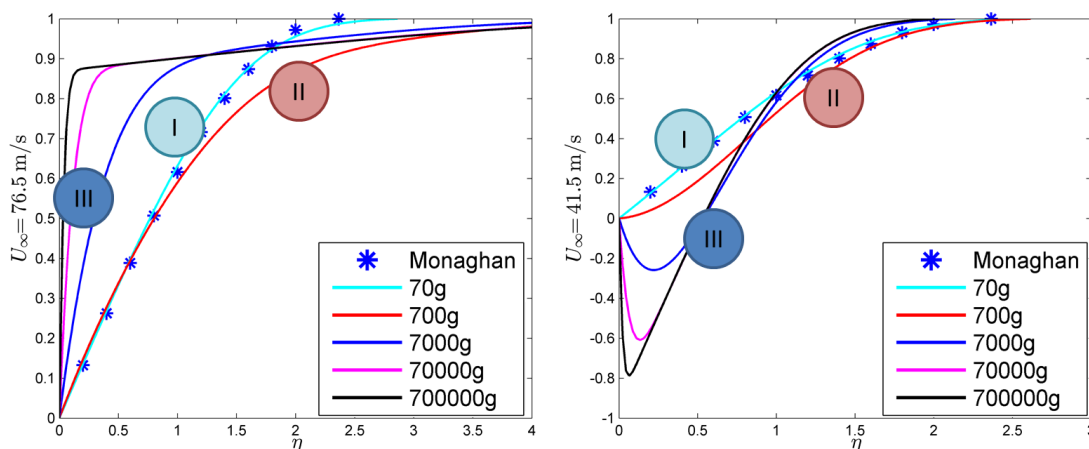 1
0.9
0.8
0.7
0.6
0.5
0.4
0.3
0.2
0.1
0
0 0.5 1 1.5 2 2.5 3 3.5 4
U∞=76.5 m/s
η
I
II
III
Monaghan
70g
700g
7000g
70000g
700000g
1
0.8
0.6
0.4
0.2
0
-0.2
-0.4
-0.6
-0.8
-1
0 0.5 1 1.5 2 2.5 3
U∞=41.5 m/s
η
I
II
III
Monaghan
70g
700g
7000g
70000g
700000g